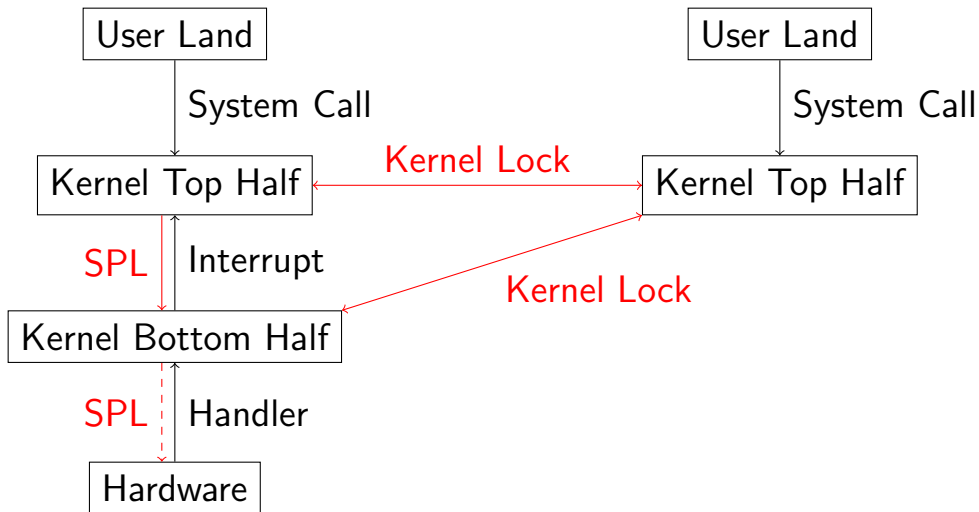 User Land
User Land
System Call
System Call
Kernel Lock
Kernel Top Half
Kernel Top Half
SPL
Interrupt
Kernel Lock
Kernel Bottom Half
SPL
Handler
Hardware